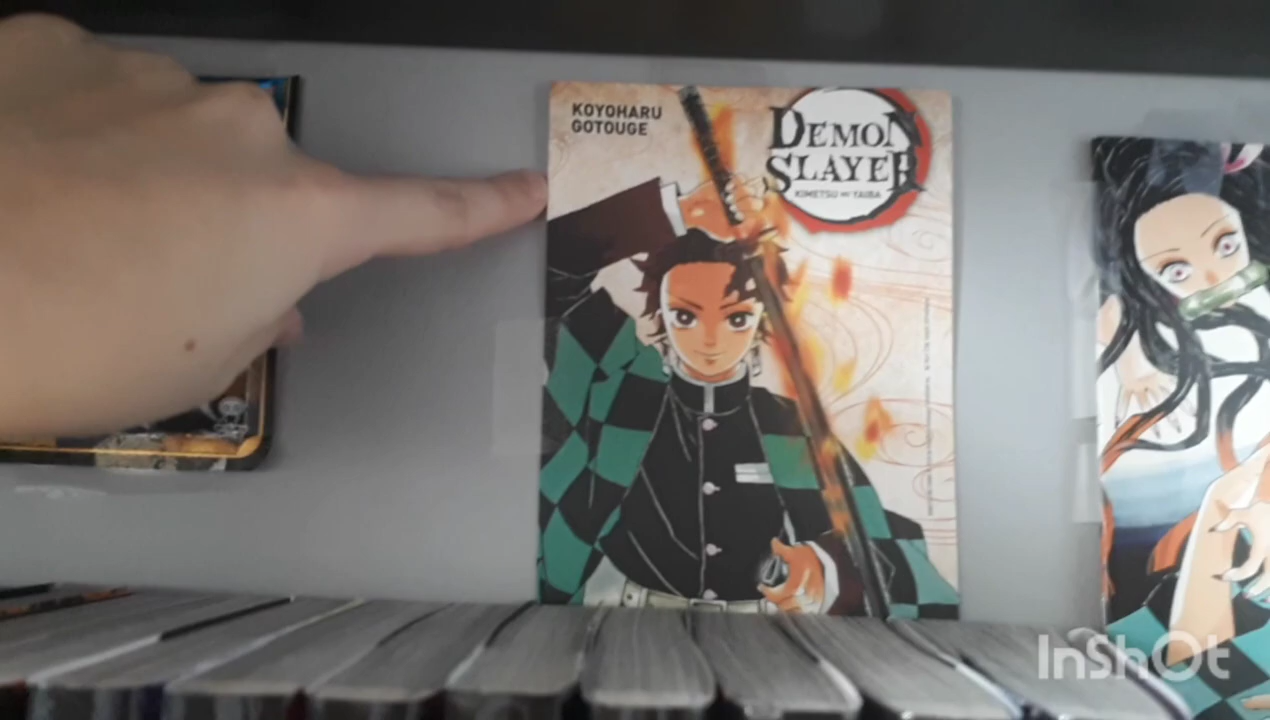 KOYOHARU
GOTOUGE
DEMON
SLAYER
KIMETSU NO YAIBA
InShOt